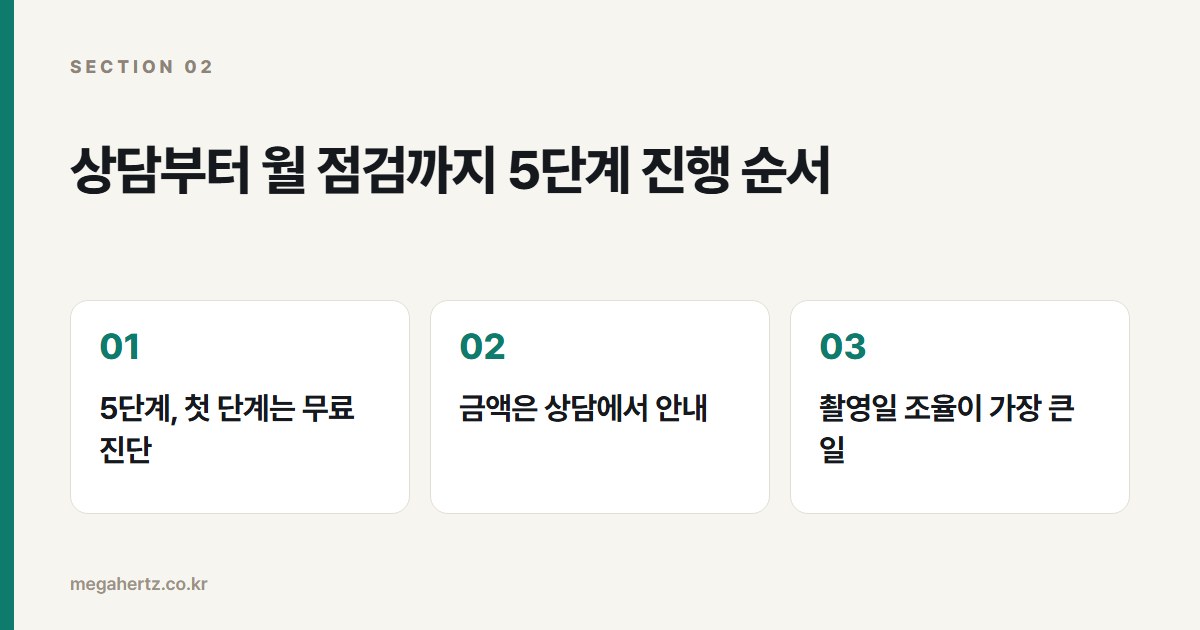 SECTION 02
상담부터 월 점검까지 5단계 진행 순서
01
5단계, 첫 단계는 무료
진단
02
금액은 상담에서 안내
03
촬영일 조율이 가장 큰
일
megahertz.co.kr